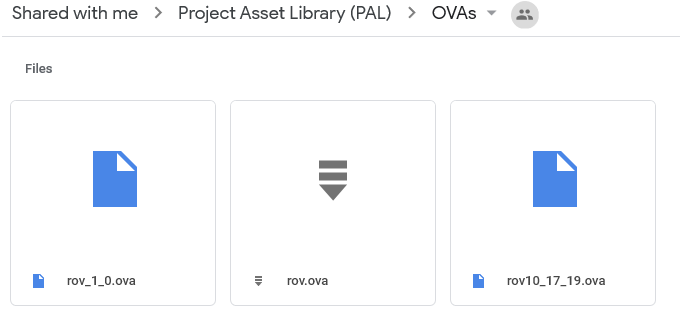 Shared with me > Project Asset Library (PAL) > OVAs
Files
rov_1_0.ova
rov.ova
rov10_17_19.ova